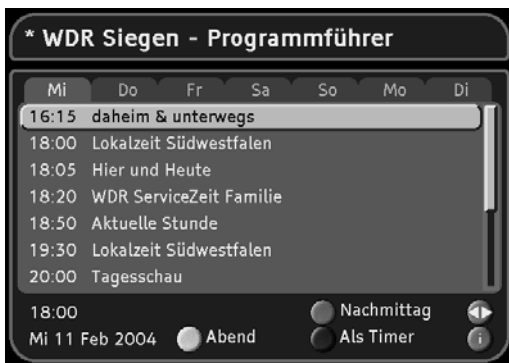 * WDR Siegen - Programmführer
Mi Do Fr Sa So Mo Di
16:15 daheim & unterwegs
18:00 Lokalzeit Südwestfalen
18:05 Hier und Heute
18:20 WDR ServiceZeit Familie
18:50 Aktuelle Stunde
19:30 Lokalzeit Südwestfalen
20:00 Tagesschau
18:00 Nachmittag
Mi 11 Feb 2004 Abend Als Timer i